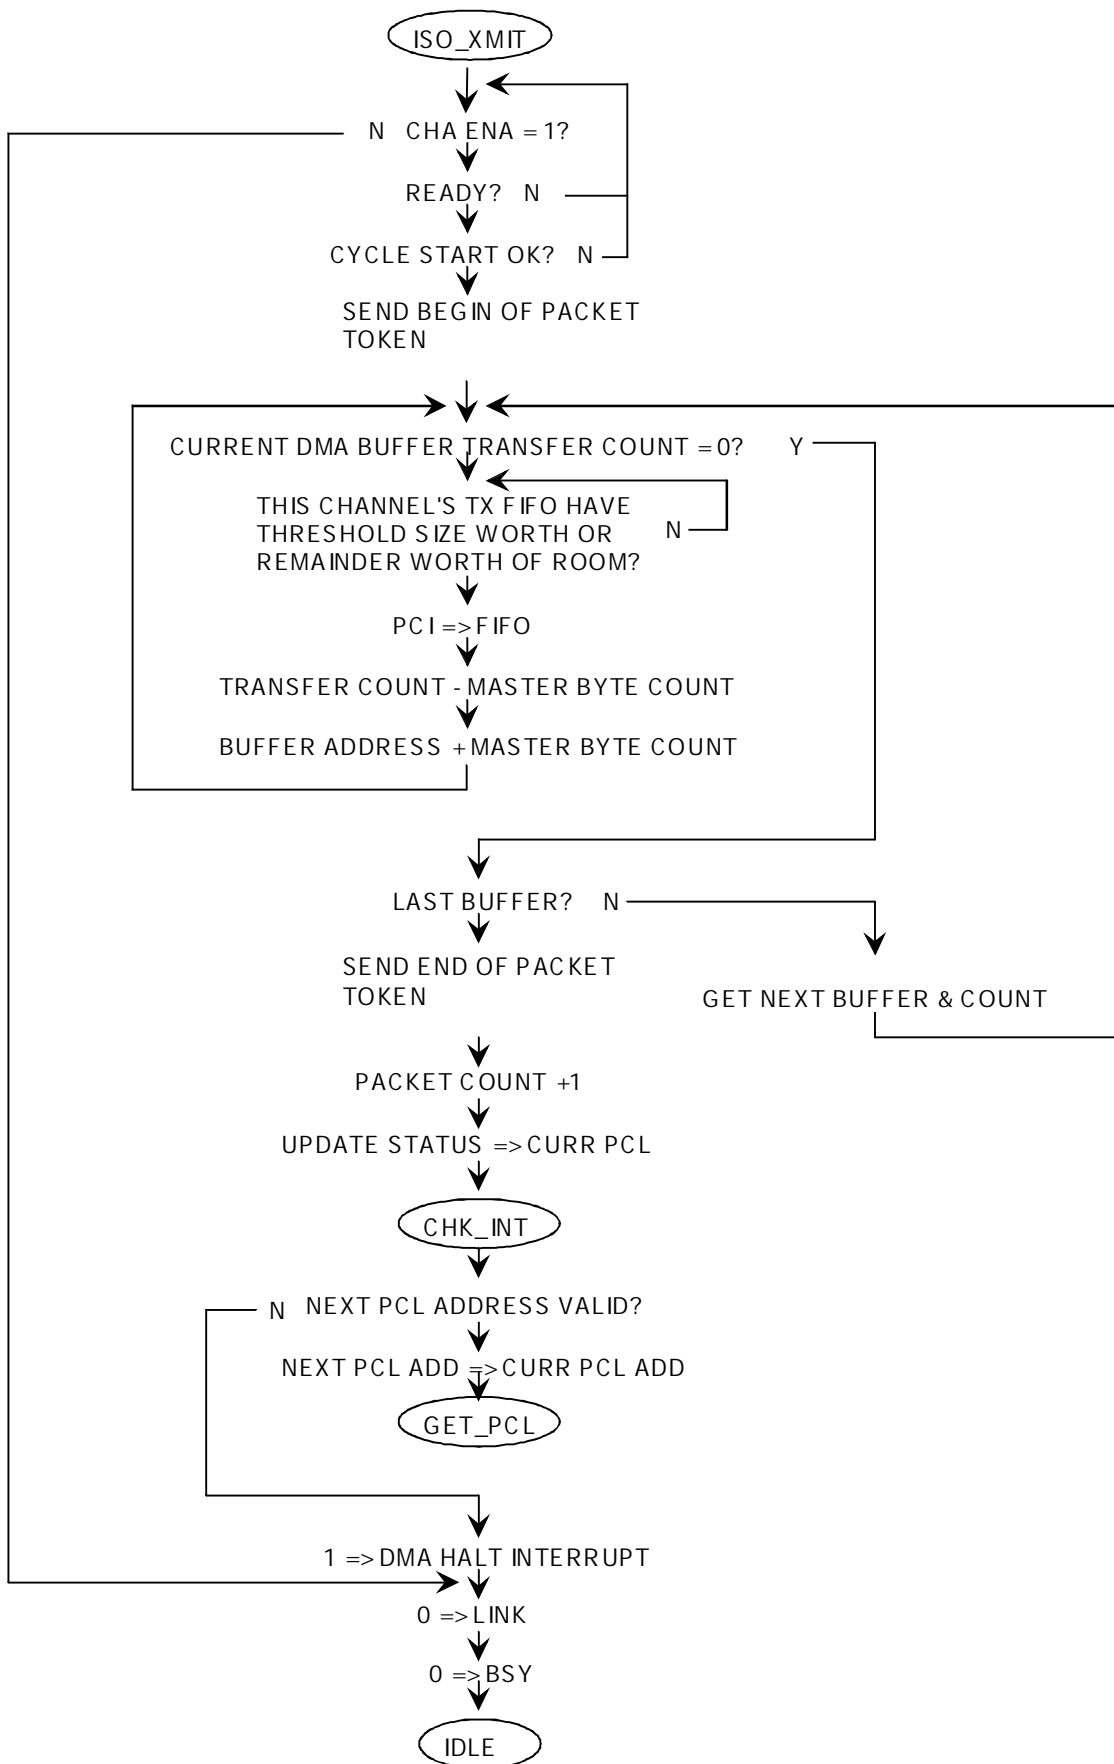 ISO_XMIT
N CHA ENA = 1?
READY? N
CYCLE START OK? N
SEND BEGIN OF PACKET
TOKEN
CURRENT DMA BUFFER TRANSFER COUNT = 0? Y
THIS CHANNEL'S TX FIFO HAVE
THRESHOLD SIZE WORTH OR
N
REMAINDER WORTH OF ROOM?
PCI => FIFO
TRANSFER COUNT - MASTER BYTE COUNT
BUFFER ADDRESS + MASTER BYTE COUNT
LAST BUFFER? N
SEND END OF PACKET
TOKEN
GET NEXT BUFFER & COUNT
PACKET COUNT +1
UPDATE STATUS => CURR PCL
CHK_INT
N NEXT PCL ADDRESS VALID?
NEXT PCL ADD => CURR PCL ADD
GET_PCL
1 => DMA HALT INTERRUPT
0 => LINK
0 => BSY
IDLE